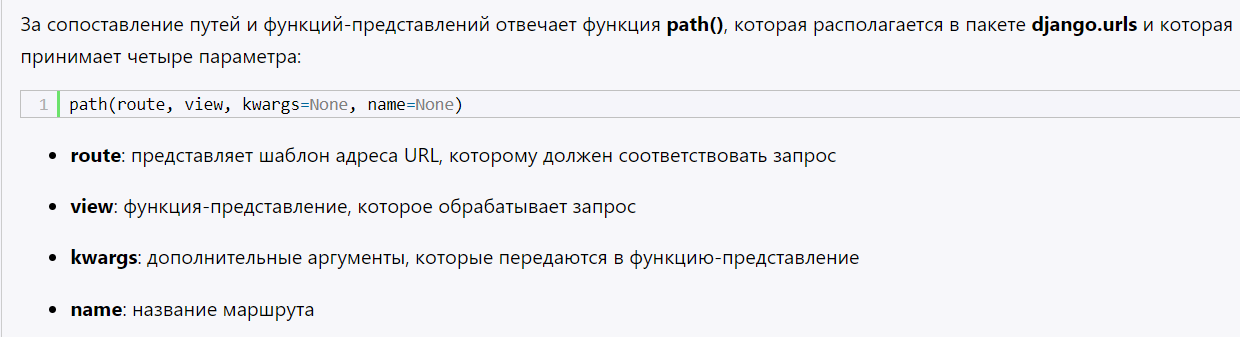 За сопоставление путей и функций-представлений отвечает функция path(), которая располагается в пакете django.urls и которая
принимает четыре параметра:
1 path(route, view, kwargs=None, name=None)
• route: представляет шаблон адреса URL, которому должен соответствовать запрос
• view: функция-представление, которое обрабатывает запрос
• kwargs: дополнительные аргументы, которые передаются в функцию-представление
• name: название маршрута